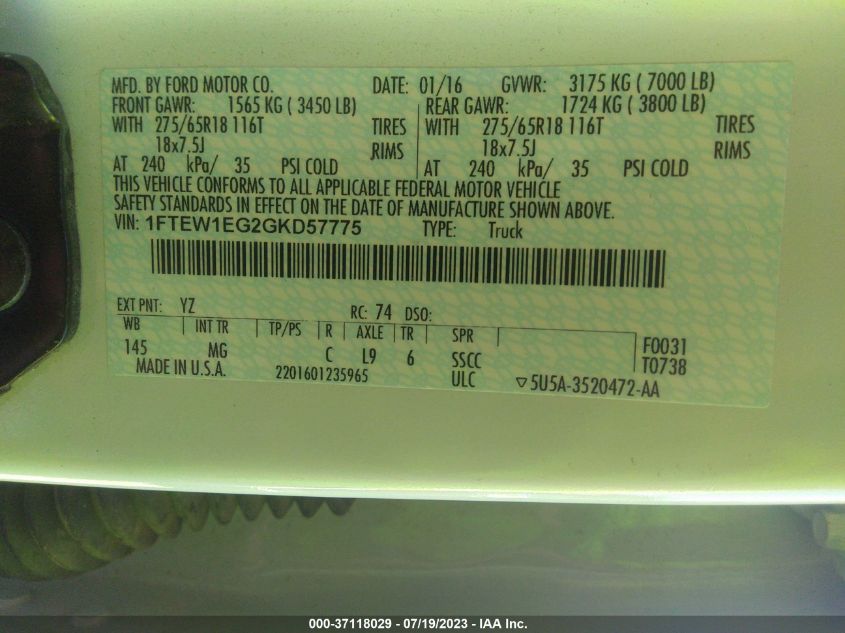 MFD. BY FORD MOTOR CO. DATE: 01/16 GVWR: 3175 KG ( 7000 LB)
FRONT GAWR: 1565 KG ( 3450 LB) REAR GAWR: 1724 KG ( 3800 LB)
WITH 275/65R18 116T TIRES WITH 275/65R18 116T TIRES
18x7.5J RIMS 18x7.5J RIMS
AT 240 kPa/ 35 PSI COLD AT 240 kPa/ 35 PSI COLD
THIS VEHICLE CONFORMS TO ALL APPLICABLE FEDERAL MOTOR VEHICLE
SAFETY STANDARDS IN EFFECT ON THE DATE OF MANUFACTURE SHOWN ABOVE.
VIN: 1FTEW1EG2GKD57775 TYPE: Truck
EXT PNT: YZ RC: 74 DSO:
WB INT TR TP/PS R AXLE TR SPR
145 MG C L9 6 SSCC F0031
T0738
MADE IN U.S.A. 2201601235965 ULC ▽5U5A-3520472-AA
000-37118029 - 07/19/2023 - IAA Inc.